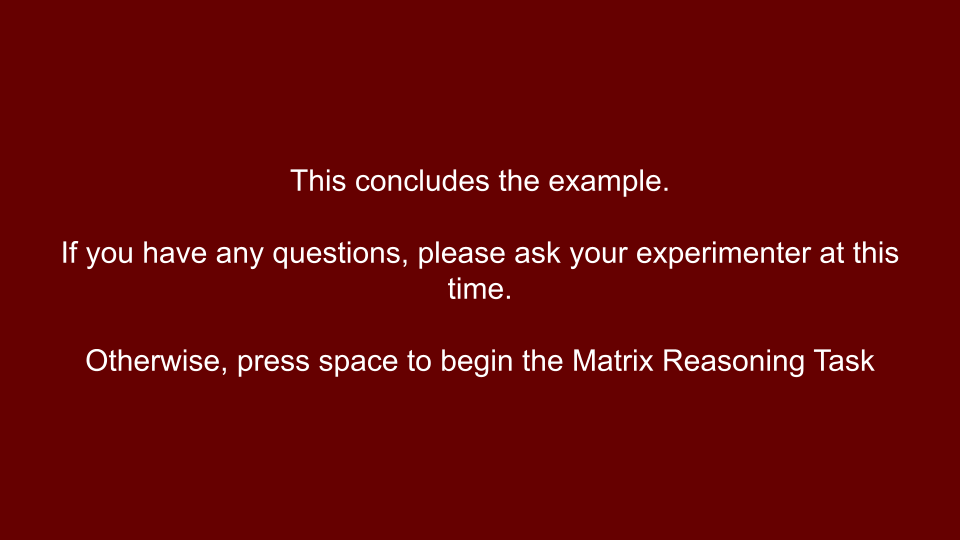 This concludes the example.
If you have any questions, please ask your experimenter at this
time.
Otherwise, press space to begin the Matrix Reasoning Task